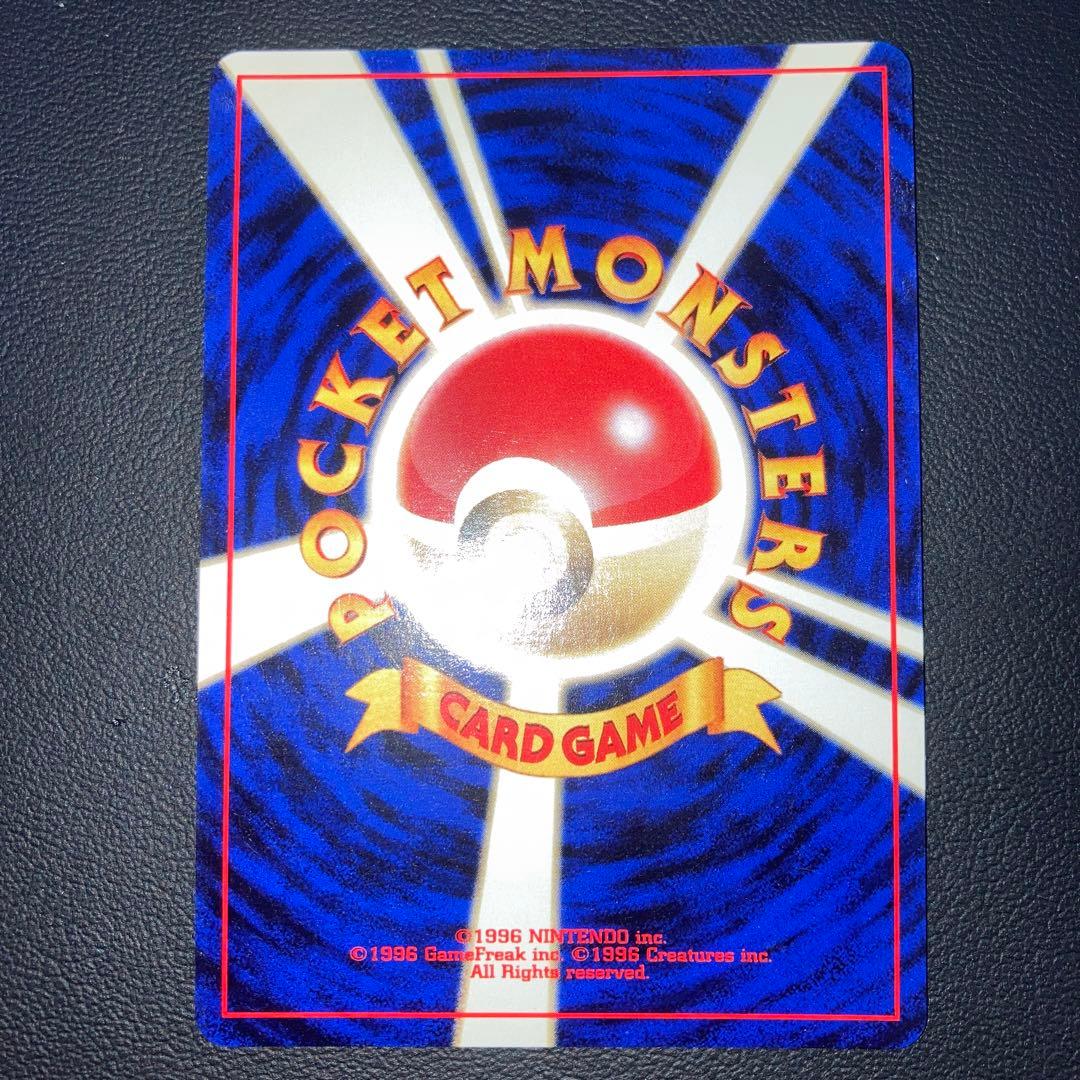 POCKET MONSTERS
CARD GAME
©1996 NINTENDO inc.
©1996 GameFreak inc. ©1996 Creatures inc.
All Rights reserved.